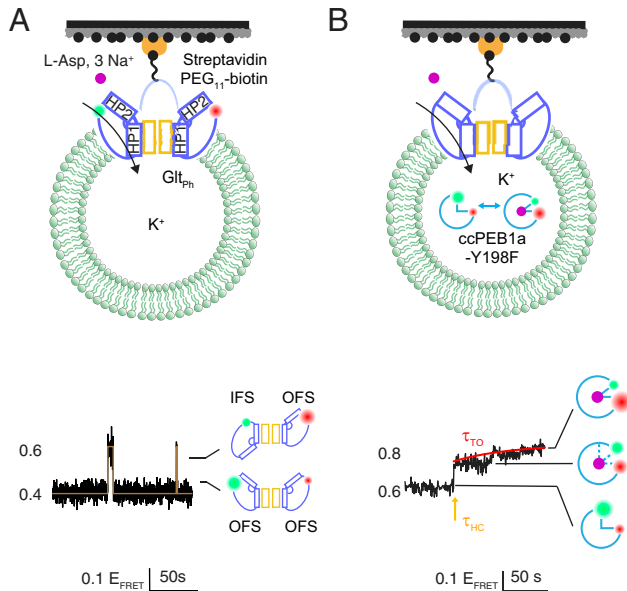 A
L-Asp, 3 Na⁺
Streptavidin
PEG₁₁-biotin
HP2
HP2
HP1
HP1
Glt_Ph
K⁺
B
K⁺
ccPEB1a
-Y198F
IFS OFS
0.6
0.4
OFS OFS
0.1 E_FRET 50s
0.8
0.6
τ_TO
τ_HC
0.1 E_FRET 50 s